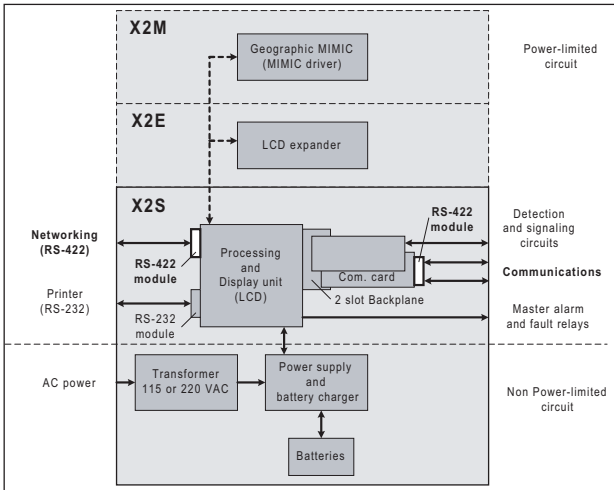 X2M
Geographic MIMIC
(MIMIC driver)
Power-limited
circuit
X2E
LCD expander
X2S
Networking
(RS-422)
RS-422
module
Processing
and
Display unit
(LCD)
Com. card
RS-422
module
Detection
and signaling
circuits
Communications
Printer
(RS-232)
RS-232
module
2 slot Backplane
Master alarm
and fault relays
AC power
Transformer
115 or 220 VAC
Power supply
and
battery charger
Non Power-limited
circuit
Batteries